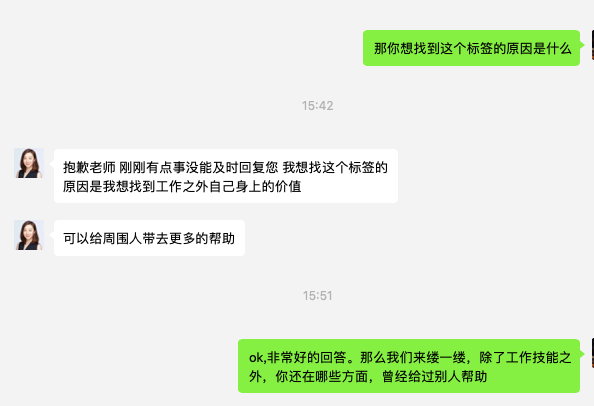 那你想找到这个标签的原因是什么
15:42
抱歉老师 刚刚有点事没能及时回复您 我想找这个标签的
原因是我想找到工作之外自己身上的价值
可以给周围人带去更多的帮助
15:51
ok,非常好的回答。那么我们来缕一缕，除了工作技能之
外，你还在哪些方面，曾经给过别人帮助